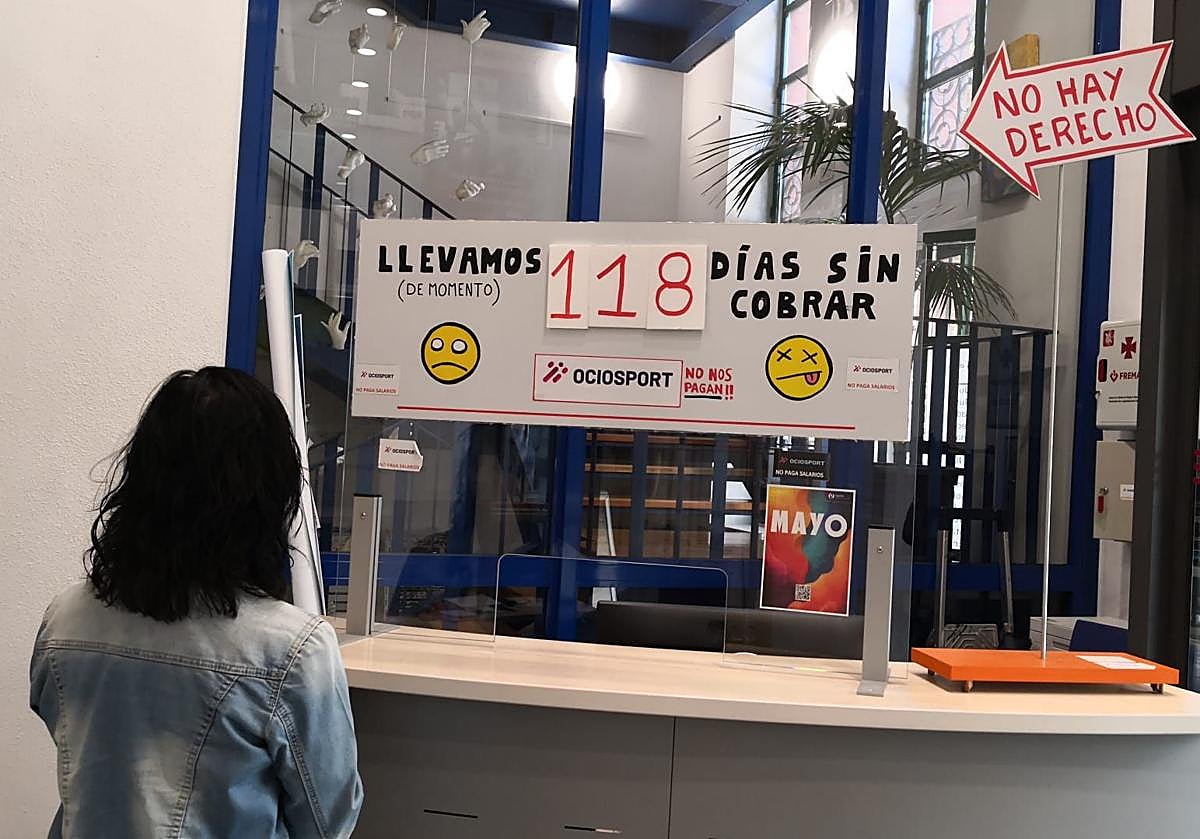 NO HAY
DERECHO
LLEVAMOS 118 DÍAS SIN
(DE MOMENTO) COBRAR
OCIOSPORT NO NOS
PAGAN!!
OCIOSPORT
NO PAGA SALARIOS
OCIOSPORT
NO PAGA SALARIOS
OCIOSPORT
NO PAGA SALARIOS
OCIOSPORT
NO PAGA SALARIOS
MAYO
FREMA